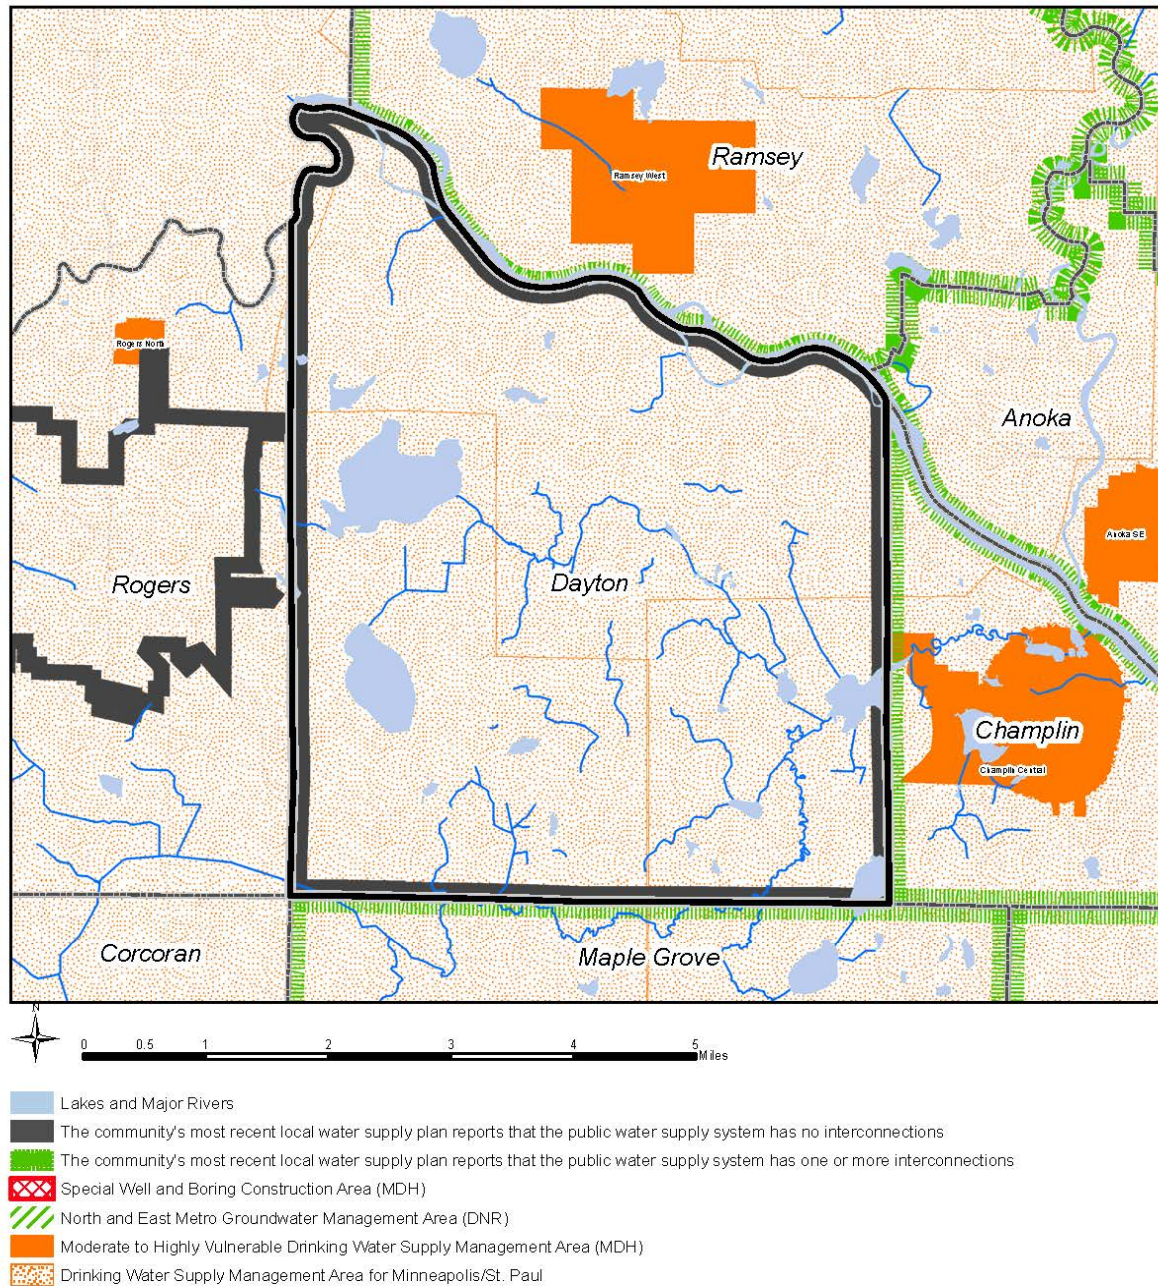 Ramsey
Ramsey West
Rogers North
Anoka
Anoka SE
Rogers
Dayton
Champlin
Champlin Central
Corcoran
Maple Grove
N
0 0.5 1 2 3 4 5
Miles
Lakes and Major Rivers
The community's most recent local water supply plan reports that the public water supply system has no interconnections
The community's most recent local water supply plan reports that the public water supply system has one or more interconnections
Special Well and Boring Construction Area (MDH)
North and East Metro Groundwater Management Area (DNR)
Moderate to Highly Vulnerable Drinking Water Supply Management Area (MDH)
Drinking Water Supply Management Area for Minneapolis/St. Paul